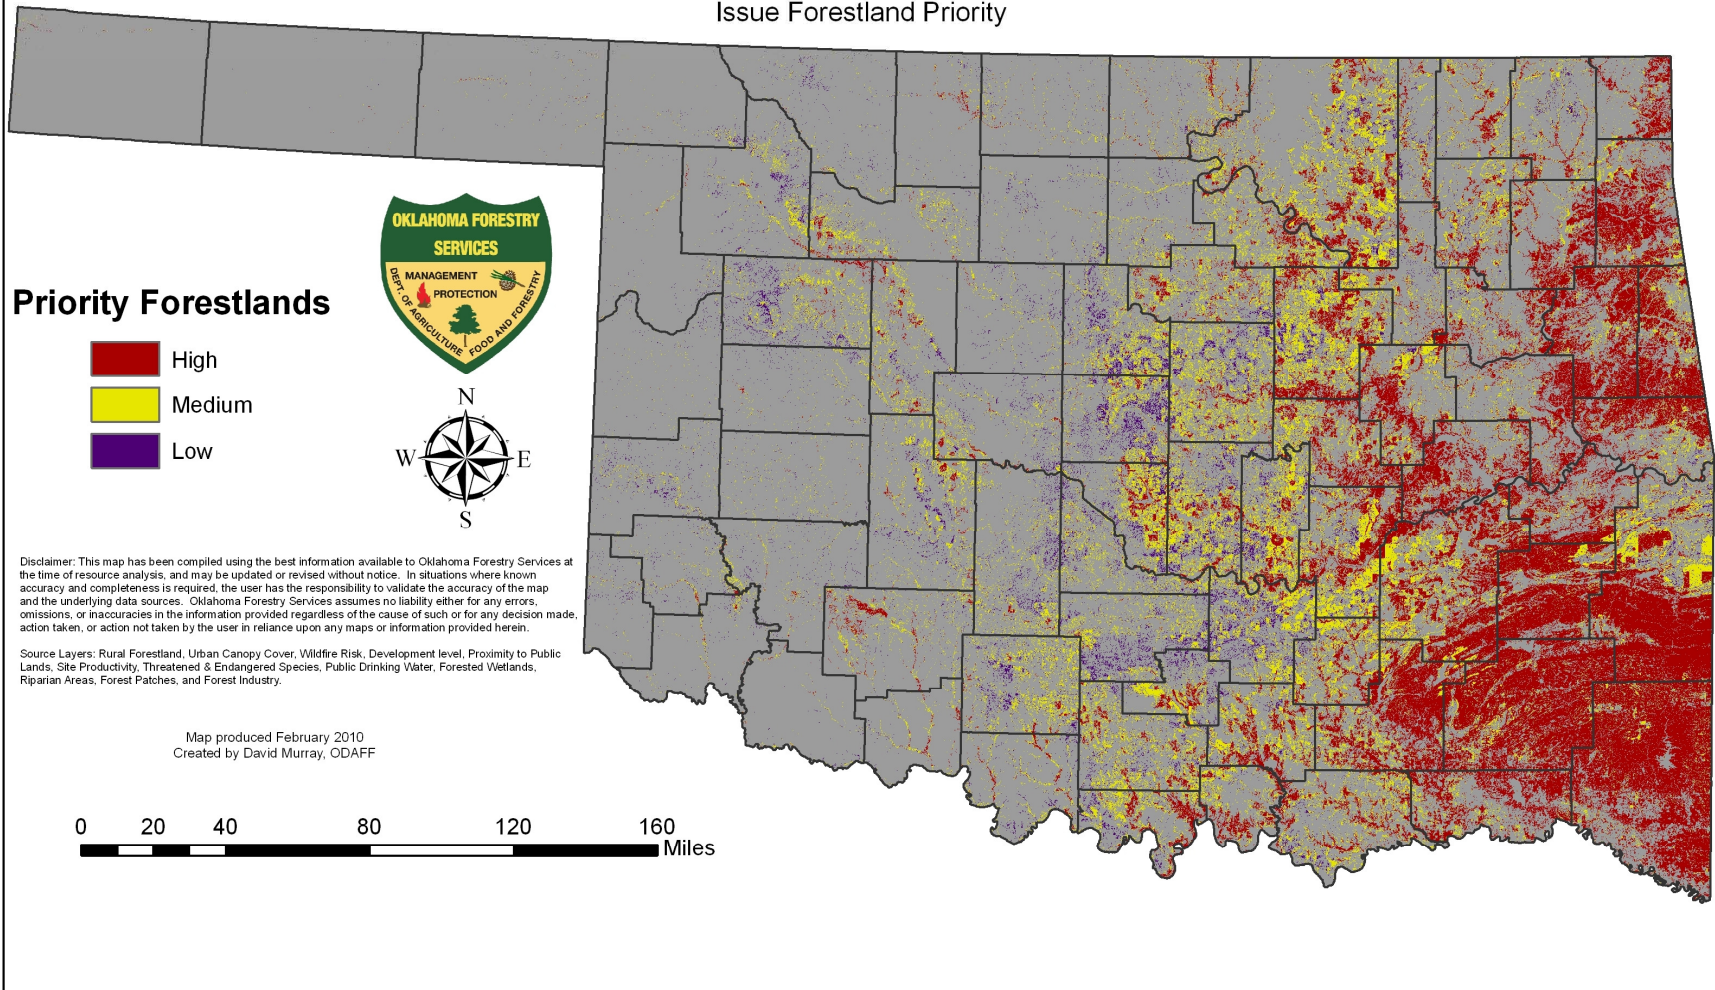 Issue Forestland Priority
OKLAHOMA FORESTRY
SERVICES
MANAGEMENT
PROTECTION
DEPT. OF AGRICULTURE
FOOD AND FORESTRY
Priority Forestlands
High
Medium
Low
N
W
E
S
Disclaimer: This map has been compiled using the best information available to Oklahoma Forestry Services at
the time of resource analysis, and may be updated or revised without notice. In situations where known
accuracy and completeness is required, the user has the responsibility to validate the accuracy of the map
and the underlying data sources. Oklahoma Forestry Services assumes no liability either for any errors,
omissions, or inaccuracies in the information provided regardless of the cause of such or for any decision made,
action taken, or action not taken by the user in reliance upon any maps or information provided herein.
Source Layers: Rural Forestland, Urban Canopy Cover, Wildfire Risk, Development level, Proximity to Public
Lands, Site Productivity, Threatened & Endangered Species, Public Drinking Water, Forested Wetlands,
Riparian Areas, Forest Patches, and Forest Industry.
Map produced February 2010
Created by David Murray, ODAFF
0 20 40 80 120 160
Miles